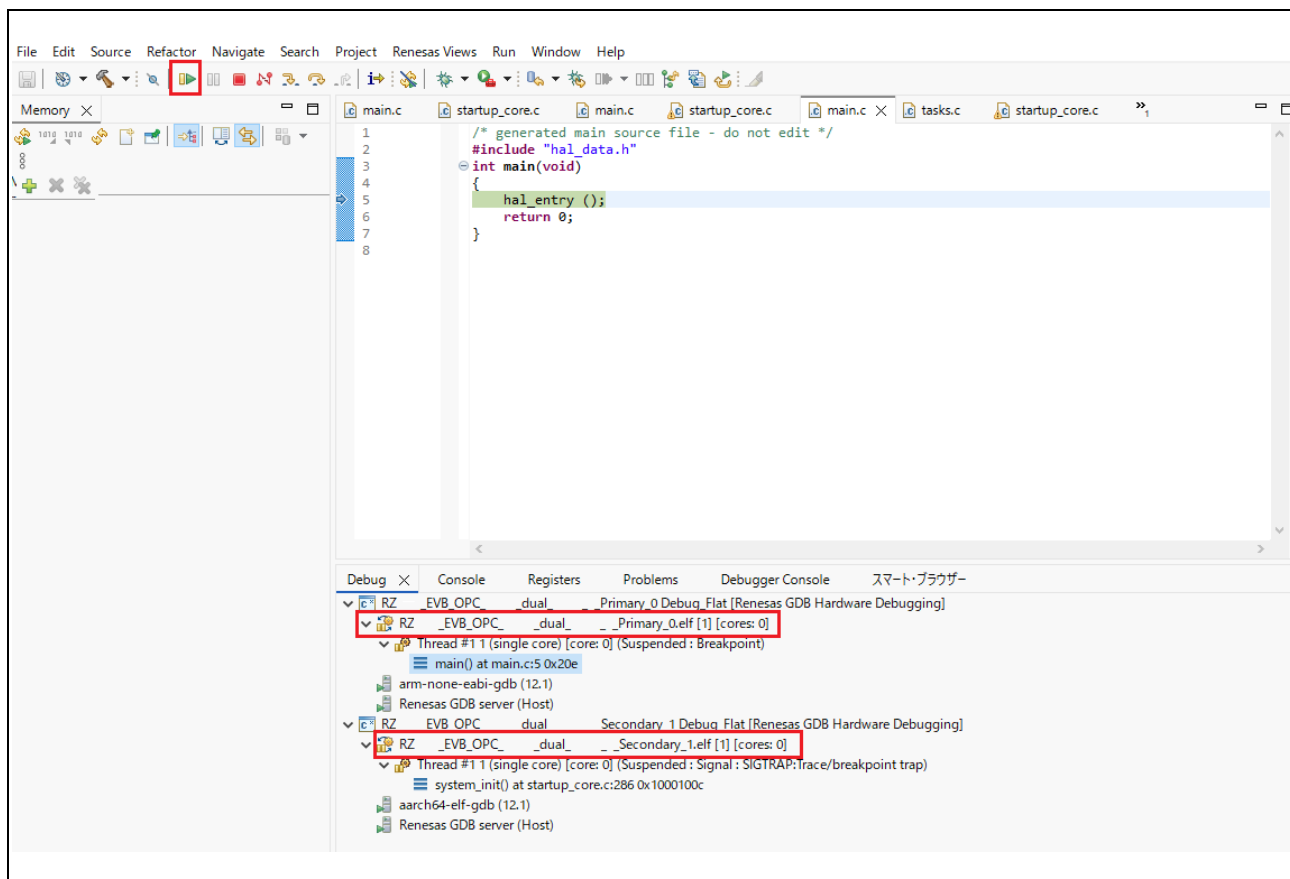 File Edit Source Refactor Navigate Search Project Renesas Views Run Window Help
Memory
main.c startup_core.c main.c startup_core.c main.c tasks.c startup_core.c »1
1 /* generated main source file - do not edit */
2 #include "hal_data.h"
3 int main(void)
4 {
5 hal_entry ();
6 return 0;
7 }
8
Debug Console Registers Problems Debugger Console スマート・ブラウザー
RZ _EVB_OPC_ _dual_ _ _Primary_0 Debug_Flat [Renesas GDB Hardware Debugging]
RZ _EVB_OPC_ _dual_ _ _Primary_0.elf [1] [cores: 0]
Thread #1 1 (single core) [core: 0] (Suspended : Breakpoint)
main() at main.c:5 0x20e
arm-none-eabi-gdb (12.1)
Renesas GDB server (Host)
RZ EVB OPC dual Secondary 1 Debug Flat [Renesas GDB Hardware Debugging]
RZ _EVB_OPC_ _dual_ _ _Secondary_1.elf [1] [cores: 0]
Thread #1 1 (single core) [core: 0] (Suspended : Signal : SIGTRAP:Trace/breakpoint trap)
system_init() at startup_core.c:286 0x1000100c
aarch64-elf-gdb (12.1)
Renesas GDB server (Host)